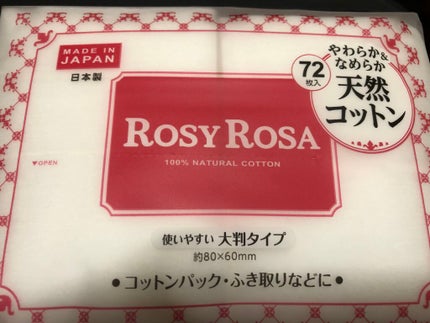 MADE IN
JAPAN
日本製
72
枚入
やわらか&
なめらか
天然
コットン
ROSY ROSA
100% NATURAL COTTON
♥OPEN
使いやすい 大判タイプ
約80×60mm
・コットンパック・ふき取りなどに・